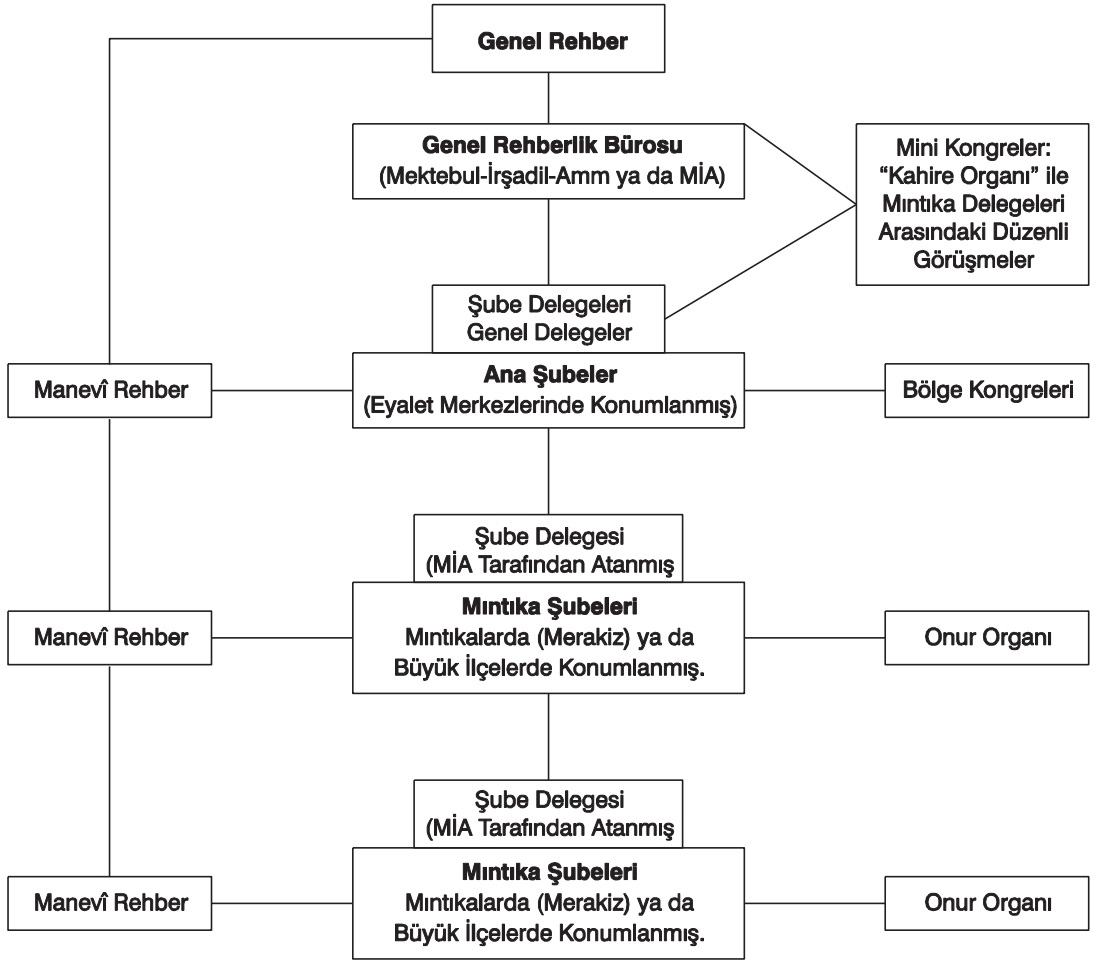 Genel Rehber
Genel Rehberlik Bürosu
(Mektebul-İrşadil-Amm ya da MİA)
Mini Kongreler:
“Kahire Organı” ile
Mıntıka Delegeleri
Arasındaki Düzenli
Görüşmeler
Şube Delegeleri
Genel Delegeler
Manevî Rehber
Ana Şubeler
(Eyalet Merkezlerinde Konumlanmış)
Bölge Kongreleri
Şube Delegesi
(MİA Tarafından Atanmış
Manevî Rehber
Mıntıka Şubeleri
Mıntıkalarda (Merakiz) ya da
Büyük İlçelerde Konumlanmış.
Onur Organı
Şube Delegesi
(MİA Tarafından Atanmış
Manevî Rehber
Mıntıka Şubeleri
Mıntıkalarda (Merakiz) ya da
Büyük İlçelerde Konumlanmış.
Onur Organı